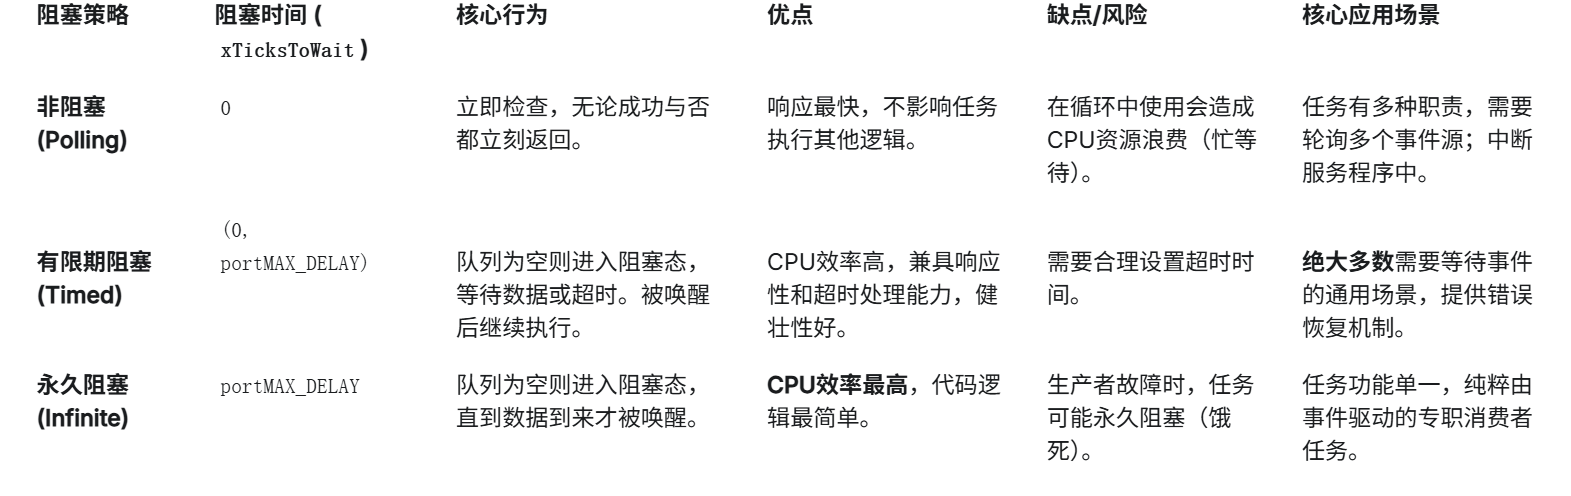 阻塞策略 阻塞时间 ( 核心行为 优点 缺点/风险 核心应用场景
xTicksToWait )
非阻塞 0 立即检查，无论成功与否 响应最快，不影响任务 在循环中使用会造成 任务有多种职责，需要
(Polling) 都立刻返回。 执行其他逻辑。 CPU资源浪费（忙等 轮询多个事件源；中断
待）。 服务程序中。
(0,
有限期阻塞 portMAX_DELAY) 队列为空则进入阻塞态， CPU效率高，兼具响应 需要合理设置超时时 绝大多数需要等待事件
(Timed) 等待数据或超时。被唤醒 性和超时处理能力，健 间。 的通用场景，提供错误
后继续执行。 壮性好。 恢复机制。
永久阻塞 portMAX_DELAY 队列为空则进入阻塞态， CPU效率最高，代码逻 生产者故障时，任务 任务功能单一，纯粹由
(Infinite) 直到数据到来才被唤醒。 辑最简单。 可能永久阻塞（饿 事件驱动的专职消费者
死）。 任务。